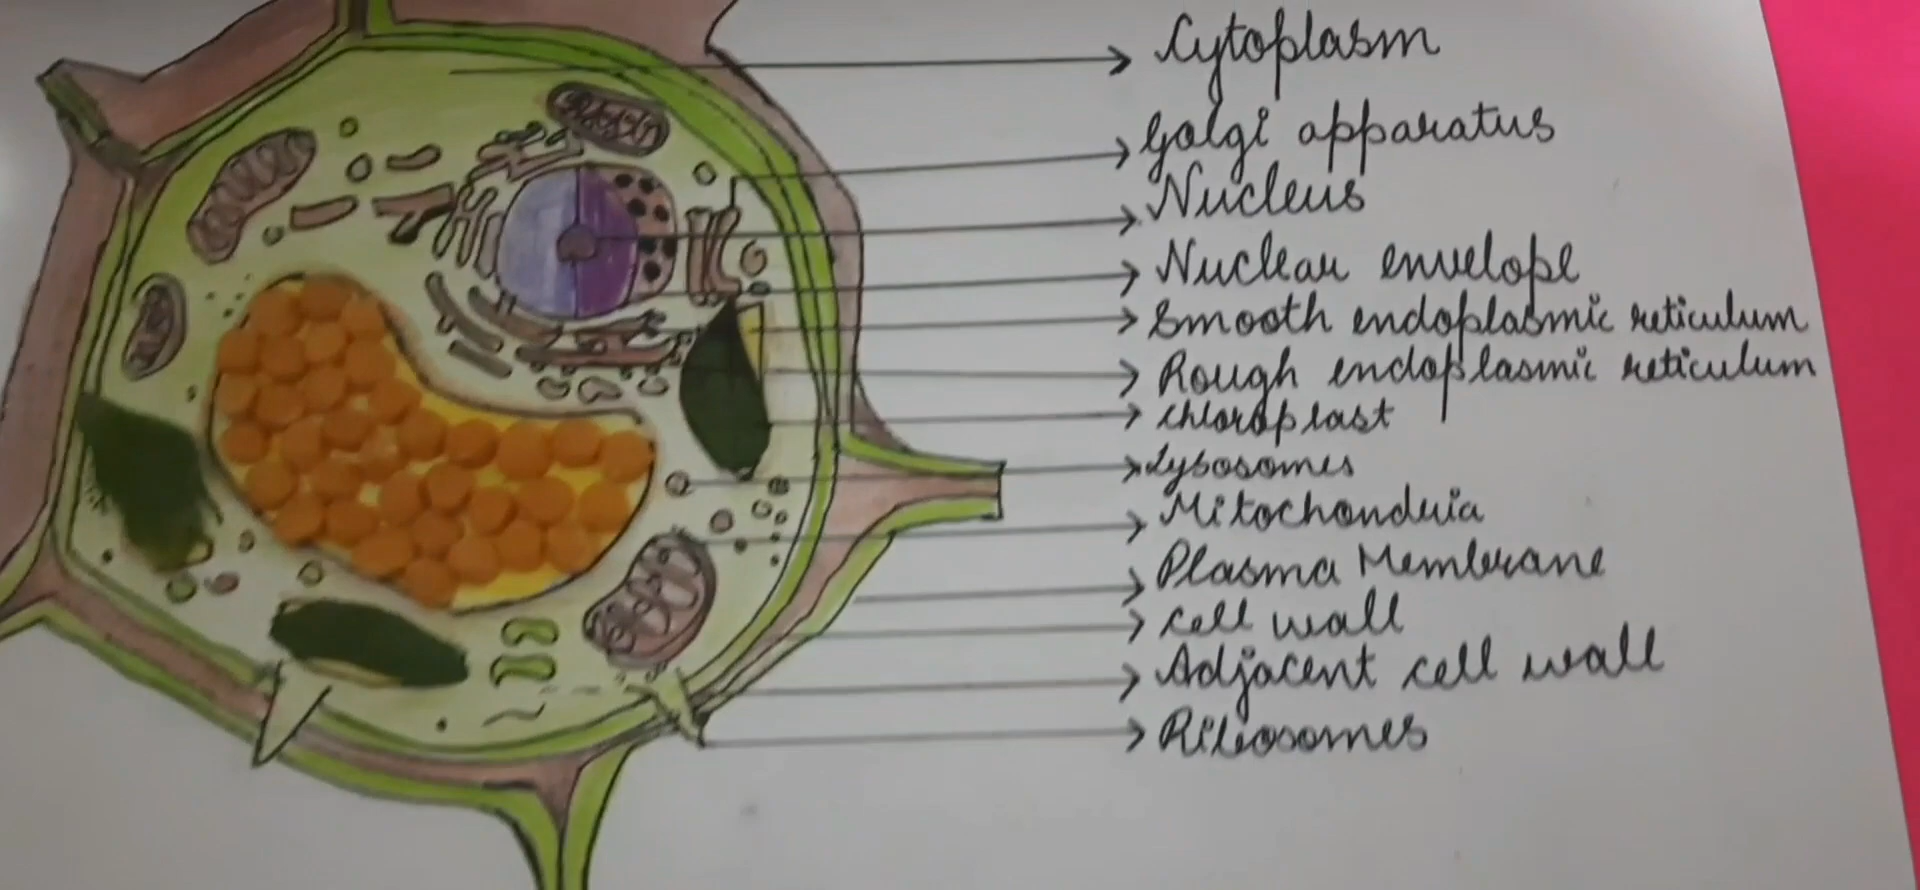 Cytoplasm
Golgi apparatus
Nucleus
Nuclear envelope
Smooth endoplasmic reticulum
Rough endoplasmic reticulum
chloroplast
Lysosomes
Mitochondria
Plasma Membrane
cell wall
Adjacent cell wall
Ribosomes